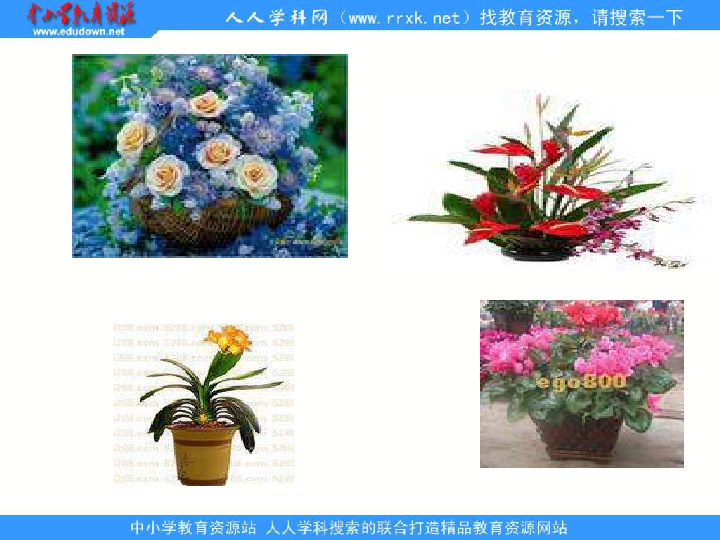 中小学教育资源
www.edudown.net
人人学科网（www.rrxk.net）找教育资源，请搜索一下
ego800
中小学教育资源站 人人学科搜索的联合打造精品教育资源网站